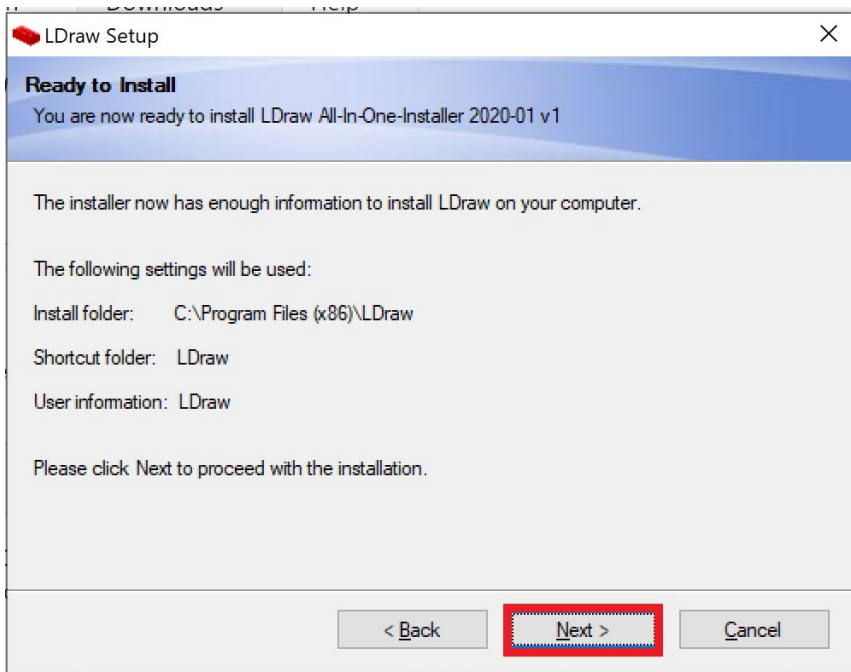 Downloads Help
LDraw Setup
Ready to Install
You are now ready to install LDraw All-In-One-Installer 2020-01 v1
The installer now has enough information to install LDraw on your computer.
The following settings will be used:
Install folder: C:\Program Files (x86)\LDraw
Shortcut folder: LDraw
User information: LDraw
Please click Next to proceed with the installation.
< Back Next > Cancel